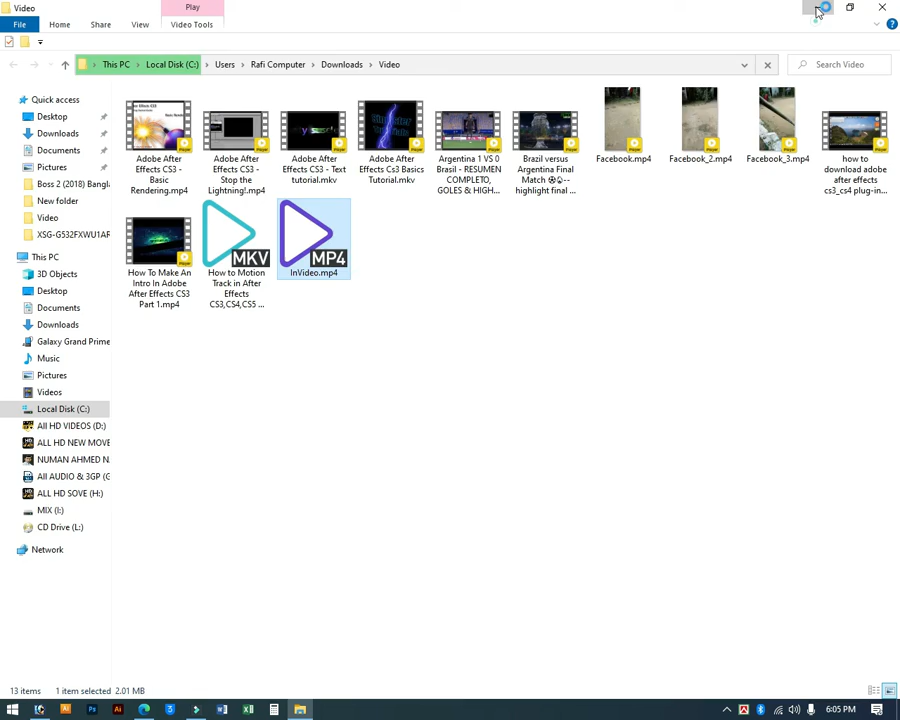 Video
Play
File
Home
Share
View
Video Tools
This PC
Local Disk (C:)
Users
Rafi Computer
Downloads
Video
Search Video
Quick access
Desktop
Downloads
Documents
Pictures
Boss 2 (2018) Bangla
New folder
Video
XSG-G532FXWU1AR
This PC
3D Objects
Desktop
Documents
Downloads
Galaxy Grand Prime
Music
Pictures
Videos
Local Disk (C:)
All HD VIDEOS (D:)
ALL HD NEW MOVE
NUMAN AHMED N
All AUDIO & 3GP (G
ALL HD SOVE (H:)
MIX (I:)
CD Drive (L:)
Network
Adobe After
Effects CS3
- Basic
Rendering.mp4
Adobe After
Effects CS3 -
Stop the
Lightning!.mp4
Adobe After
Effects CS3
- Text
tutorial.mkv
Adobe After
Effects Cs3 Basics
Tutorial.mkv
Argentina 1 VS 0
Brasil - RESUMEN
COMPLETO,
GOLES & HIGH...
Brazil versus
Argentina Final
Match ⚽🏆--
highlight final ...
Facebook.mp4
Facebook_2.mp4
Facebook_3.mp4
how to
download adobe
after effects
cs3_cs4 plug-in...
How To Make An
Intro In Adobe
After Effects CS3
Part 1.mp4
MKV
How to Motion
Track in After
Effects
CS3,CS4,CS5 ...
MP4
InVideo.mp4
13 items
1 item selected 2.01 MB
6:05 PM